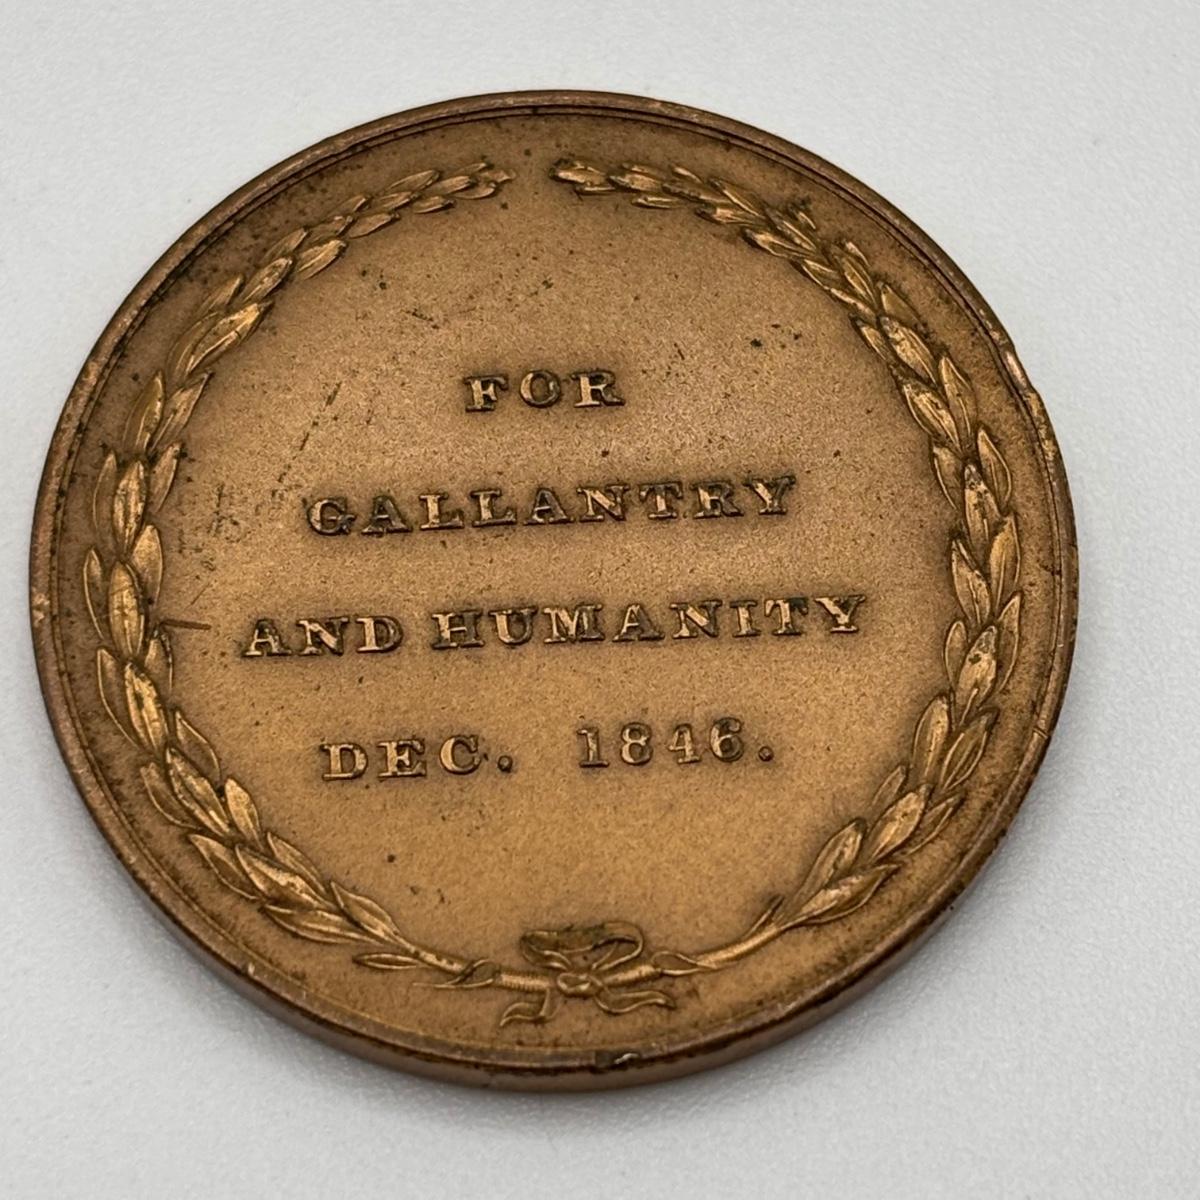 FOR
GALLANTRY
AND HUMANITY
DEC. 1846.